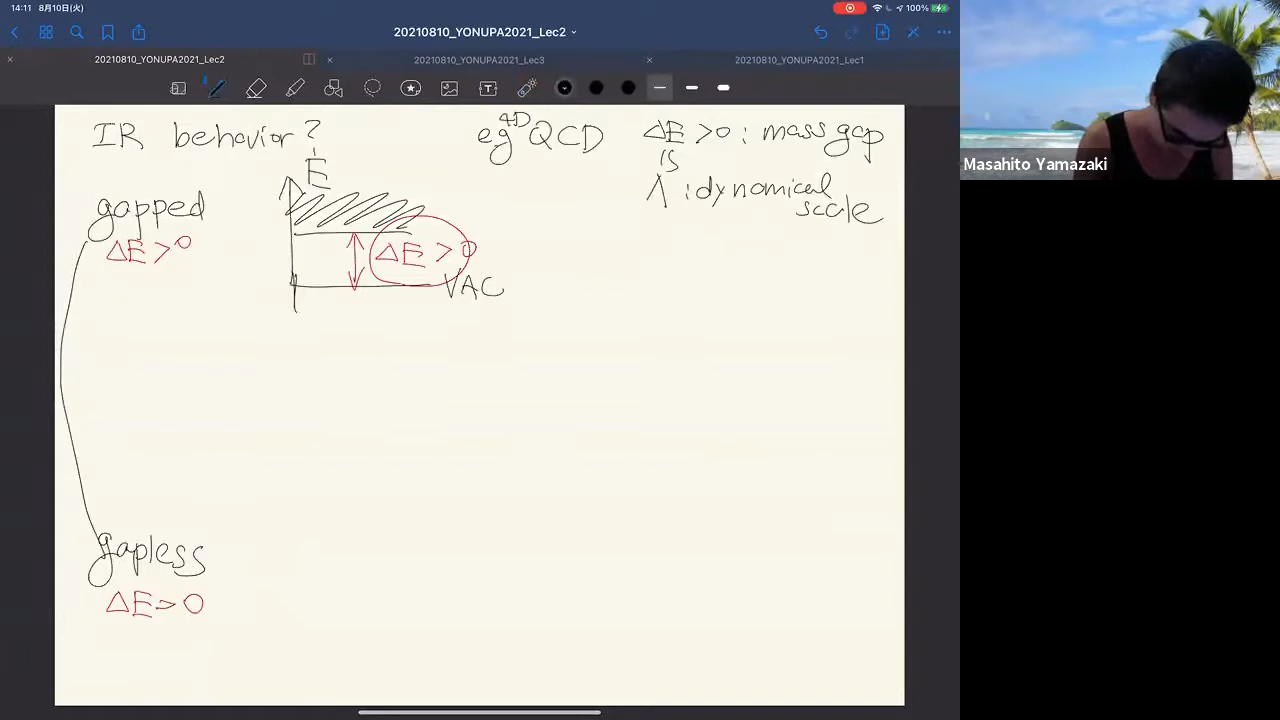 14:11 8月10日(火)
100%
20210810_YONUPA2021_Lec2
20210810_YONUPA2021_Lec2
20210810_YONUPA2021_Lec3
20210810_YONUPA2021_Lec1
Masahito Yamazaki
IR behavior?
eg 4D QCD
ΔE > 0 : mass gap
Λ : dynamical scale
E
gapped
ΔE > 0
ΔE > 0
VAC
gapless
ΔE = 0